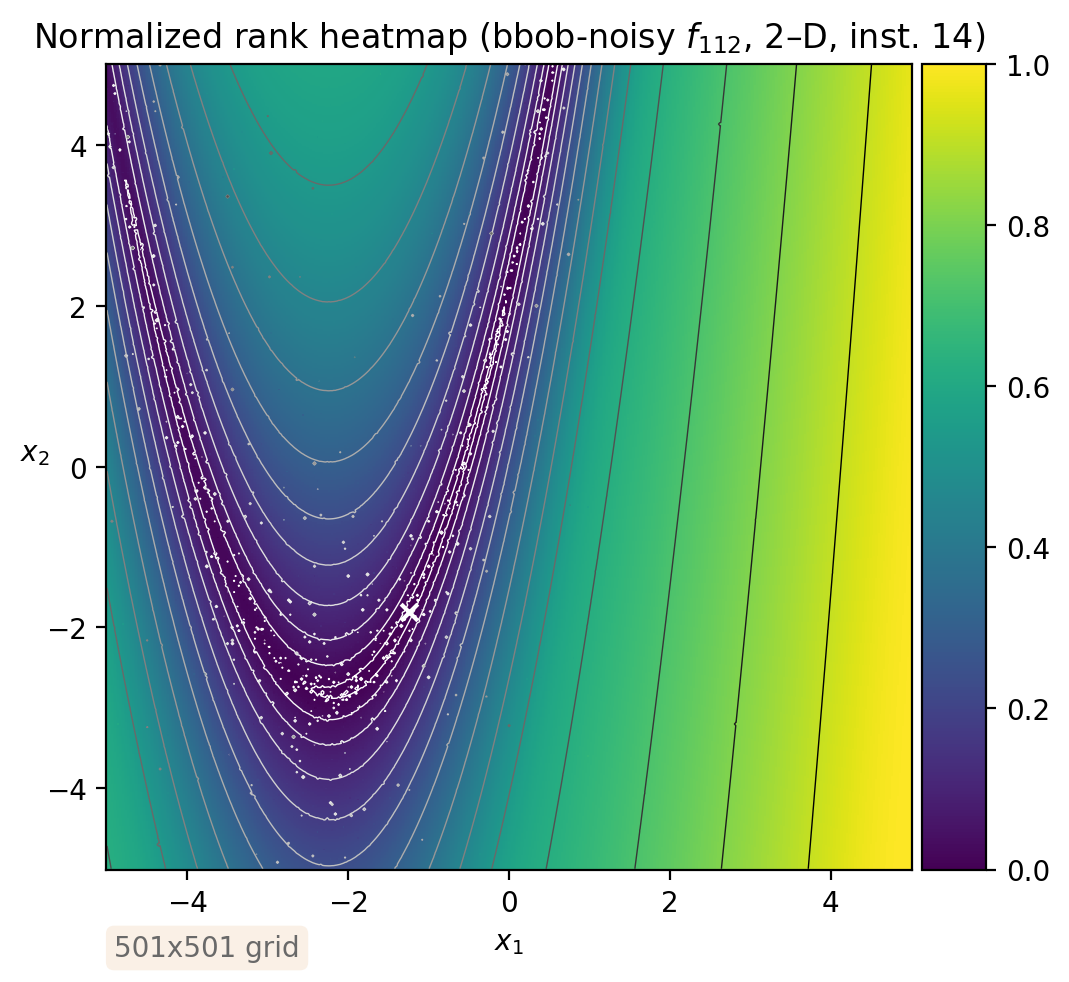 Normalized rank heatmap (bbob-noisy f₁₁₂, 2–D, inst. 14)
1.0
4
0.8
2
0.6
x₂
0
0.4
−2
0.2
−4
0.0
−4 −2 0 2 4
x₁
501x501 grid